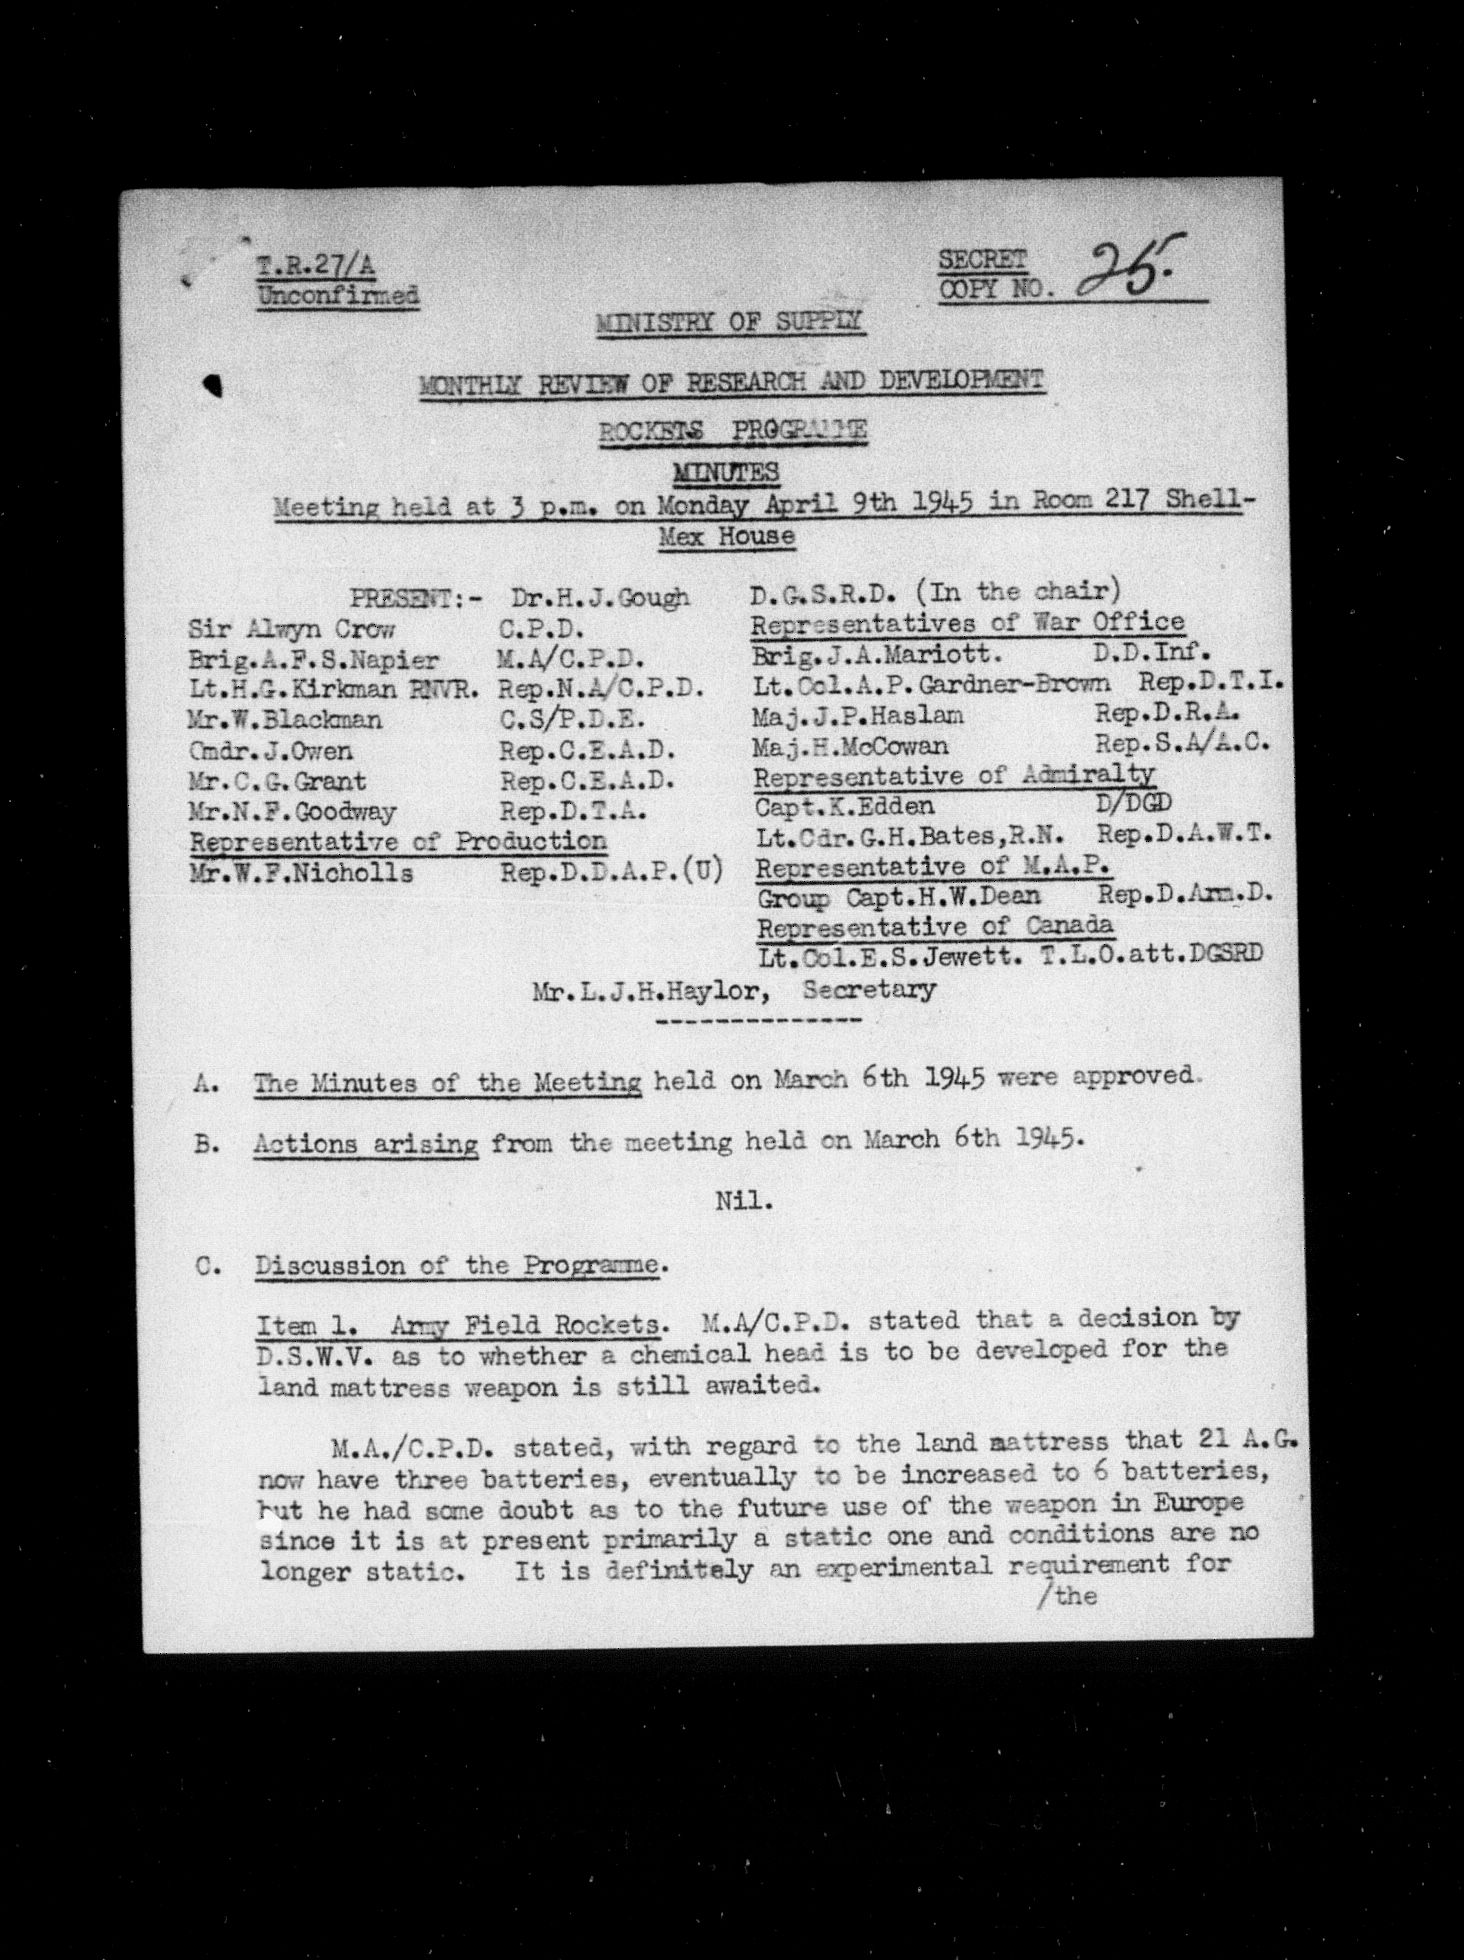 T.R.27/A
Unconfirmed
SECRET
COPY NO. 25.
MINISTRY OF SUPPLY
MONTHLY REVIEW OF RESEARCH AND DEVELOPMENT
ROCKETS PROGRAMME
MINUTES
Meeting held at 3 p.m. on Monday April 9th 1945 in Room 217 Shell-
Mex House
PRESENT:- Dr.H.J.Gough D.G.S.R.D. (In the chair)
Sir Alwyn Crow C.P.D.
Brig.A.F.S.Napier M.A/C.P.D.
Lt.H.G.Kirkman RNVR. Rep.N.A/C.P.D.
Mr.W.Blackman C.S/P.D.E.
Cmdr.J.Owen Rep.C.E.A.D.
Mr.C.G.Grant Rep.C.E.A.D.
Mr.N.F.Goodway Rep.D.T.A.
Representative of Production
Mr.W.F.Nicholls Rep.D.D.A.P.(U)
Representatives of War Office
Brig.J.A.Mariott. D.D.Inf.
Lt.Col.A.P.Gardner-Brown Rep.D.T.I.
Maj.J.P.Haslam Rep.D.R.A.
Maj.H.McCowan Rep.S.A/A.C.
Representative of Admiralty
Capt.K.Edden D/DGD
Lt.Cdr.G.H.Bates,R.N. Rep.D.A.W.T.
Representative of M.A.P.
Group Capt.H.W.Dean Rep.D.Arm.D.
Representative of Canada
Lt.Col.E.S.Jewett. T.L.O.att.DGSRD
Mr.L.J.H.Haylor, Secretary
--------------
A. The Minutes of the Meeting held on March 6th 1945 were approved.
B. Actions arising from the meeting held on March 6th 1945.
Nil.
C. Discussion of the Programme.
Item 1. Army Field Rockets. M.A/C.P.D. stated that a decision by
D.S.W.V. as to whether a chemical head is to be developed for the
land mattress weapon is still awaited.
M.A./C.P.D. stated, with regard to the land mattress that 21 A.G.
now have three batteries, eventually to be increased to 6 batteries,
but he had some doubt as to the future use of the weapon in Europe
since it is at present primarily a static one and conditions are no
longer static. It is definitely an experimental requirement for
/the